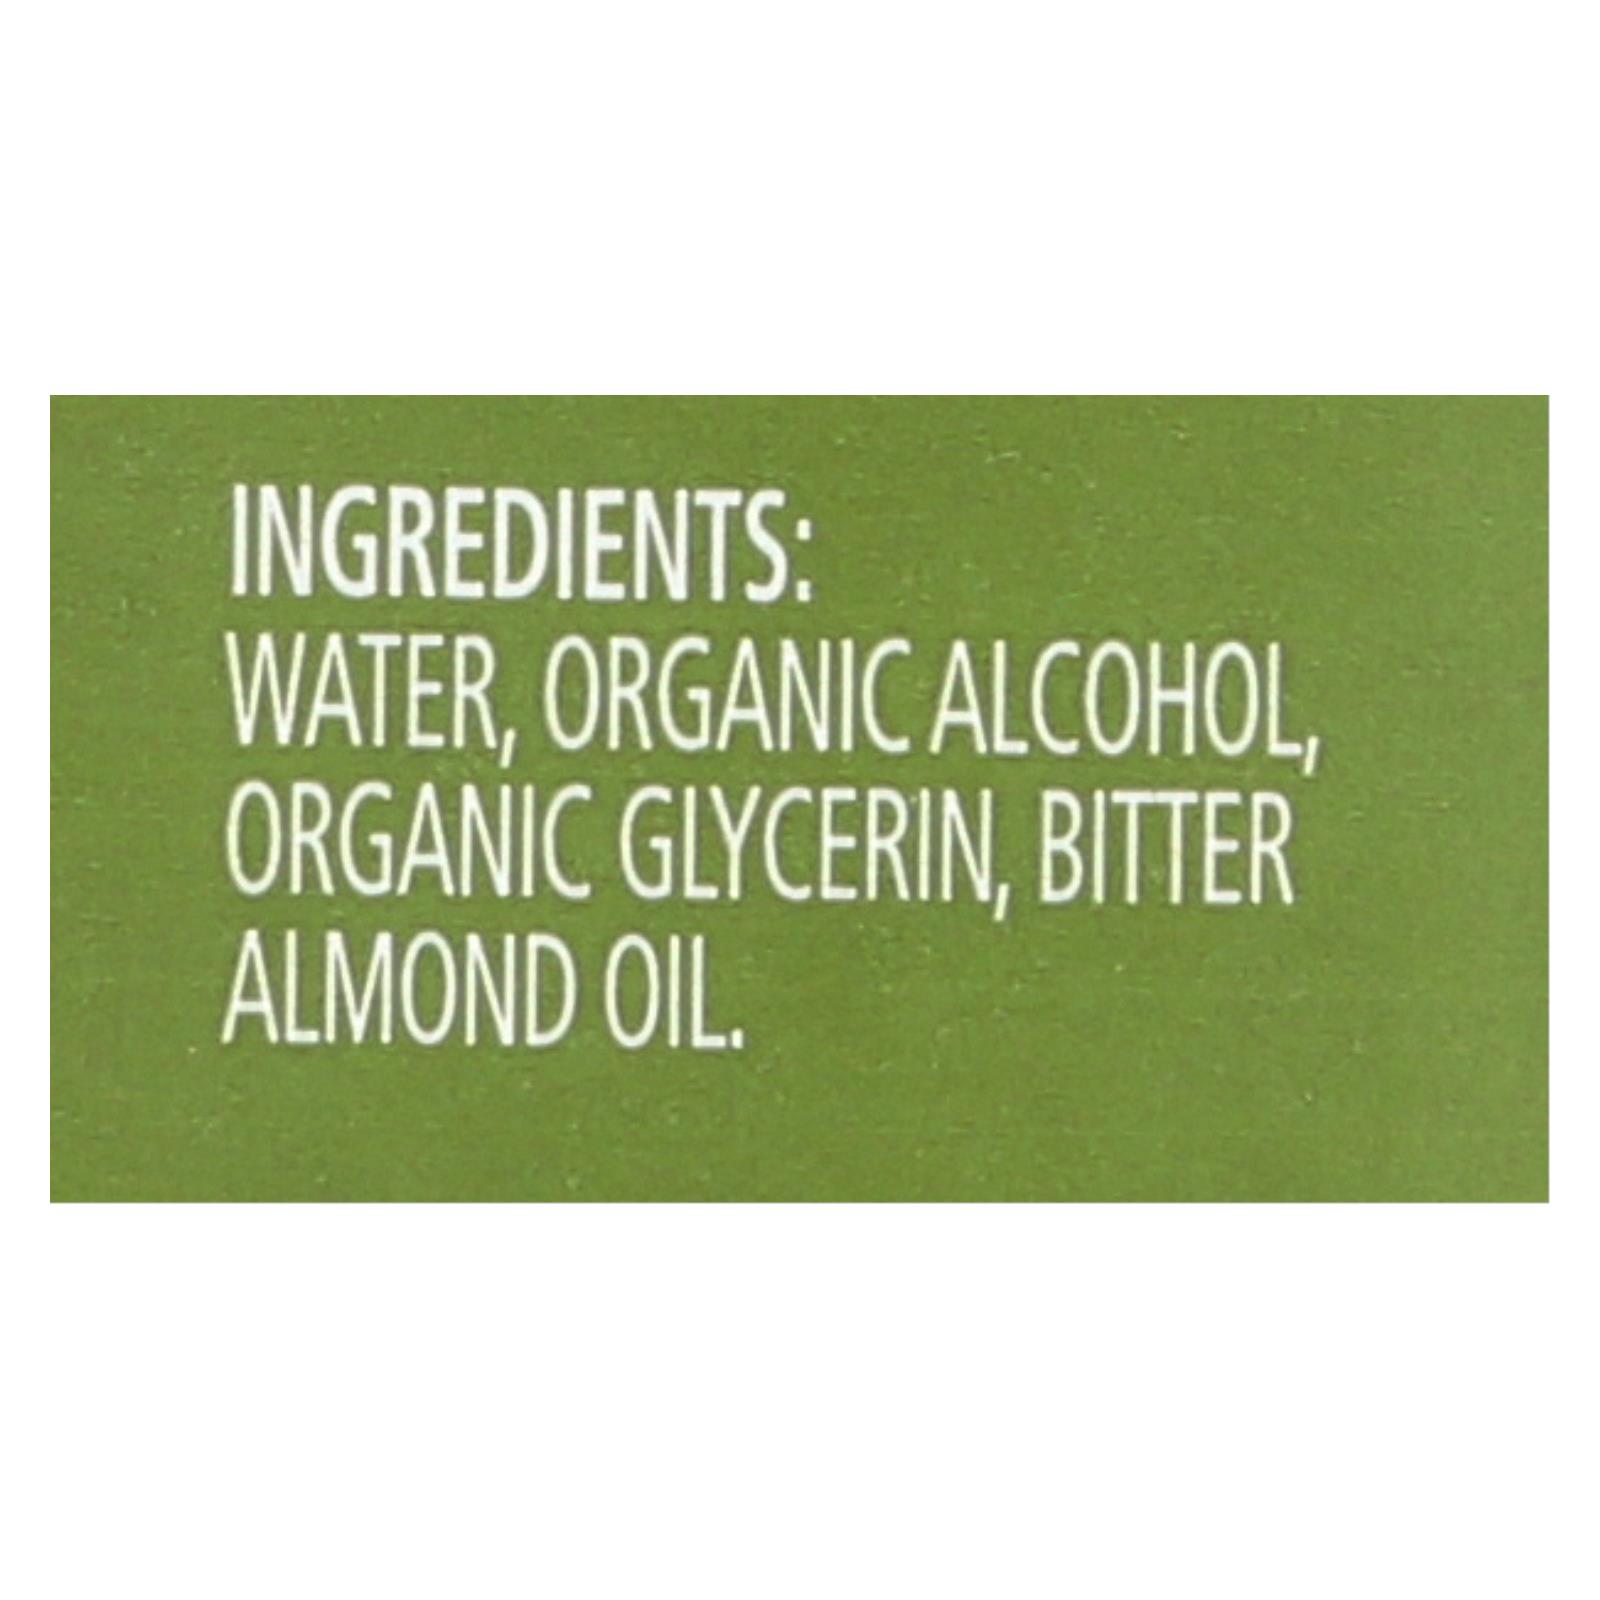 INGREDIENTS:
WATER, ORGANIC ALCOHOL,
ORGANIC GLYCERIN, BITTER
ALMOND OIL.